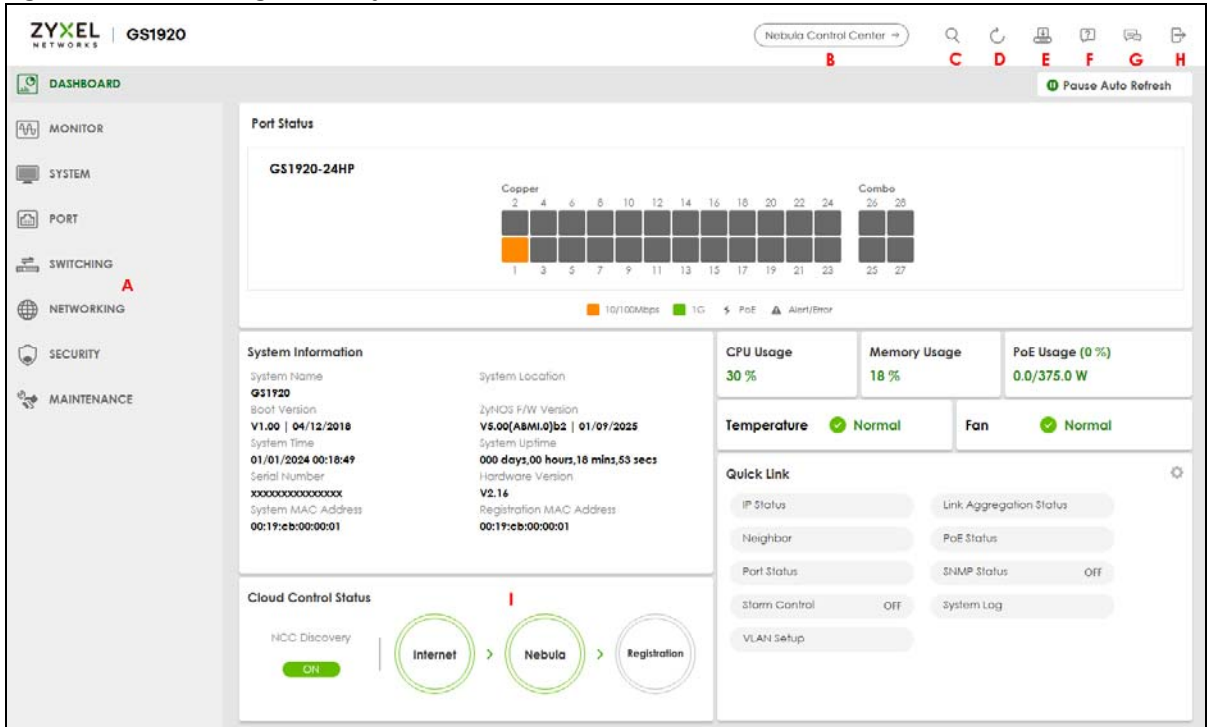 ZYXEL NETWORKS | GS1920
Nebula Control Center →
B C D E F G H
DASHBOARD
Pause Auto Refresh
MONITOR
SYSTEM
PORT
SWITCHING
A
NETWORKING
SECURITY
MAINTENANCE
Port Status
GS1920-24HP
Copper Combo
2 4 6 8 10 12 14 16 18 20 22 24 26 28
1 3 5 7 9 11 13 15 17 19 21 23 25 27
10/100Mbps 1G PoE Alert/Error
System Information
System Name System Location
GS1920
Boot Version ZyNOS F/W Version
V1.00 | 04/12/2018 V5.00(ABMI.0)b2 | 01/09/2025
System Time System Uptime
01/01/2024 00:18:49 000 days,00 hours,18 mins,53 secs
Serial Number Hardware Version
xxxxxxxxxxxxxxx V2.16
System MAC Address Registration MAC Address
00:19:cb:00:00:01 00:19:cb:00:00:01
CPU Usage Memory Usage PoE Usage (0 %)
30 % 18 % 0.0/375.0 W
Temperature Normal Fan Normal
Quick Link
IP Status Link Aggregation Status
Neighbor PoE Status
Port Status SNMP Status OFF
Storm Control OFF System Log
VLAN Setup
Cloud Control Status I
NCC Discovery
ON
Internet > Nebula > Registration